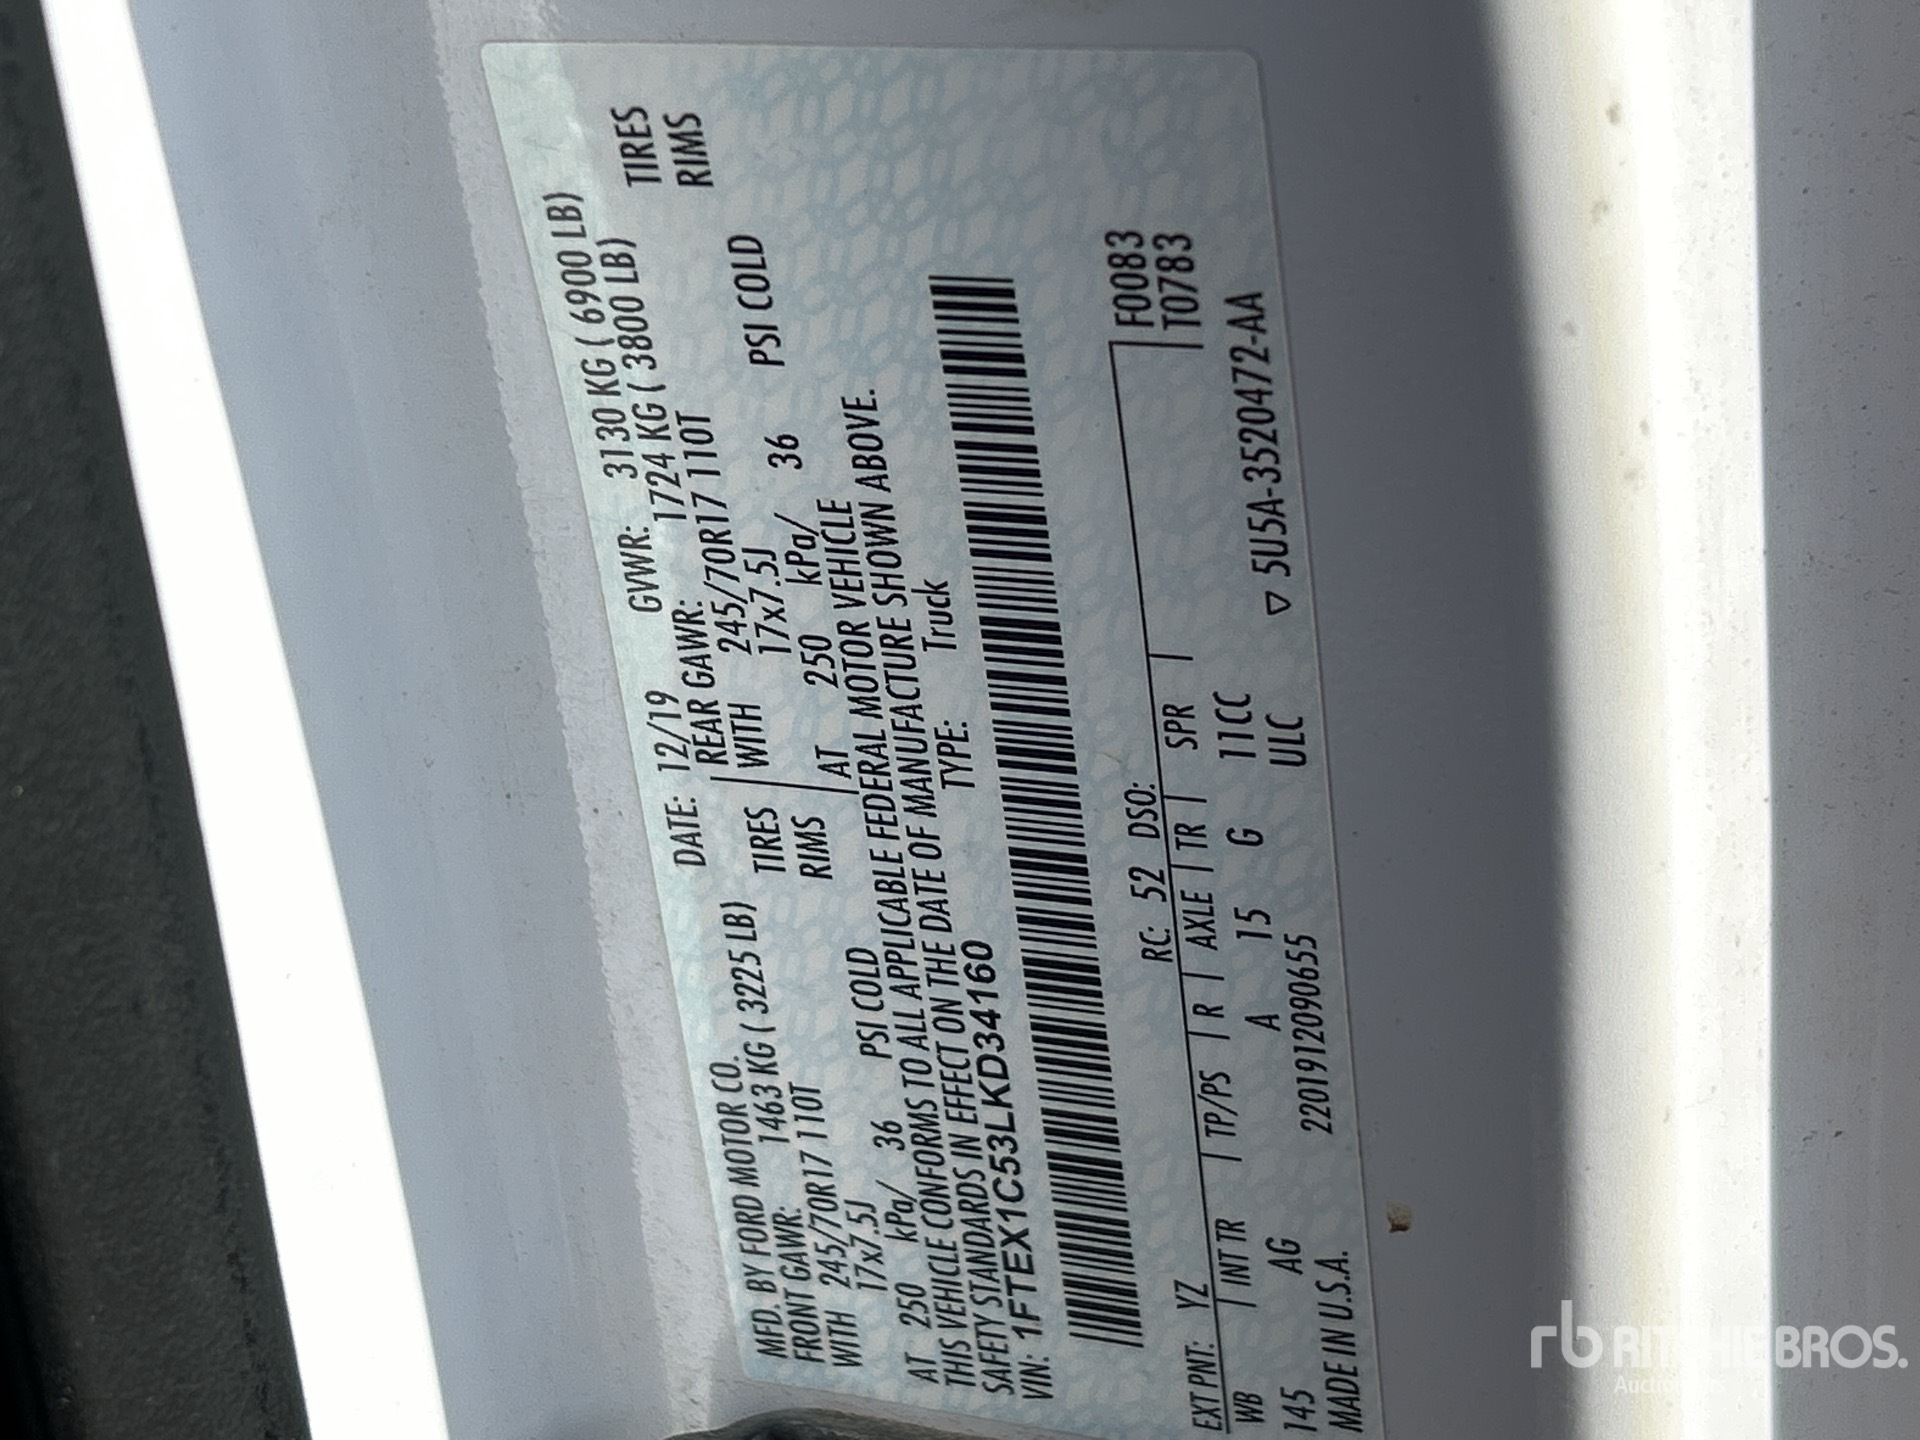 MFD. BY FORD MOTOR CO. DATE: 12/19 GVWR: 3130 KG ( 6900 LB)
FRONT GAWR: 1463 KG ( 3225 LB) REAR GAWR: 1724 KG ( 3800 LB)
WITH 245/70R17 110T TIRES WITH 245/70R17 110T TIRES
17x7.5J RIMS 17x7.5J RIMS
AT 250 kPa/ 36 PSI COLD AT 250 kPa/ 36 PSI COLD
THIS VEHICLE CONFORMS TO ALL APPLICABLE FEDERAL MOTOR VEHICLE
SAFETY STANDARDS IN EFFECT ON THE DATE OF MANUFACTURE SHOWN ABOVE.
VIN: 1FTEX1C53LKD34160 TYPE: Truck
EXT PNT: YZ RC: 52 DSO: F0083
WB INT TR TP/PS R AXLE TR SPR T0783
145 AG A 15 G 11CC
MADE IN U.S.A. 2201912090655 ULC ▽ 5U5A-3520472-AA
rb RITCHIE BROS.
Auctioneers